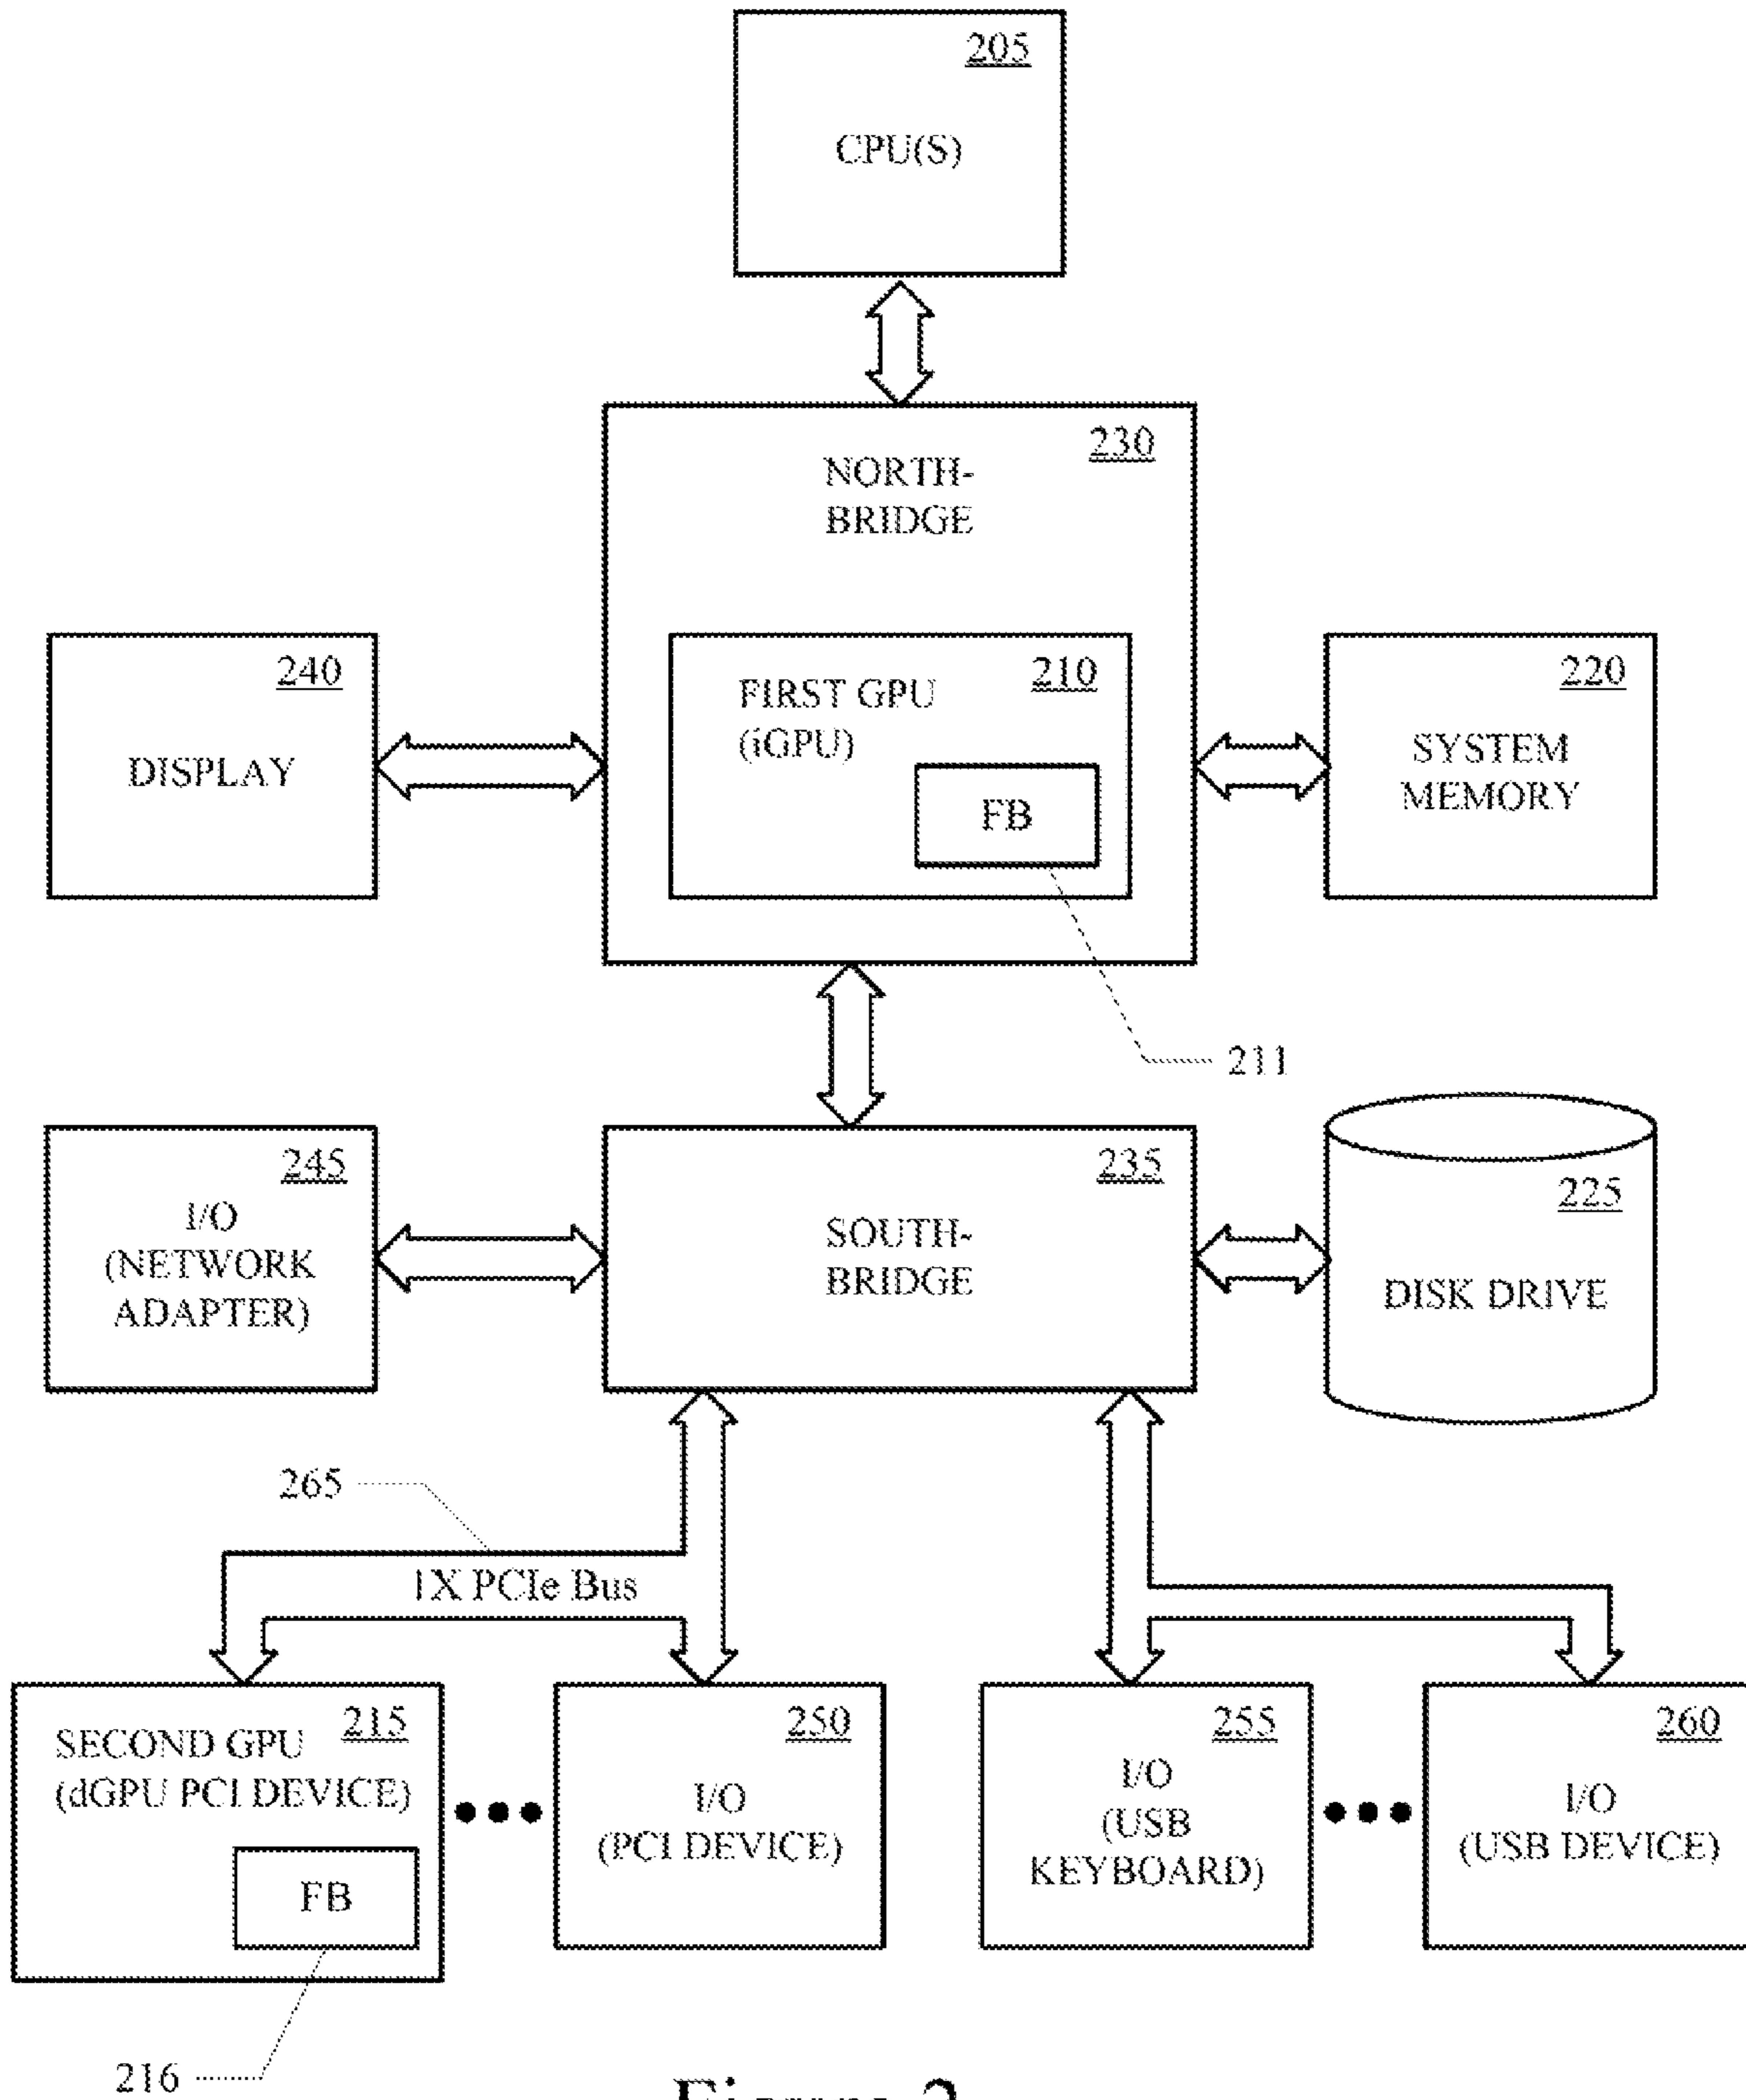 205
CPU(S)
230
NORTH-
BRIDGE
240
DISPLAY
210
FIRST GPU
(iGPU)
FB
220
SYSTEM
MEMORY
211
245
I/O
(NETWORK
ADAPTER)
235
SOUTH-
BRIDGE
225
DISK DRIVE
265
1X PCIe Bus
215
SECOND GPU
(dGPU PCI DEVICE)
FB
250
I/O
(PCI DEVICE)
255
I/O
(USB
KEYBOARD)
260
I/O
(USB DEVICE)
216
Figure 2